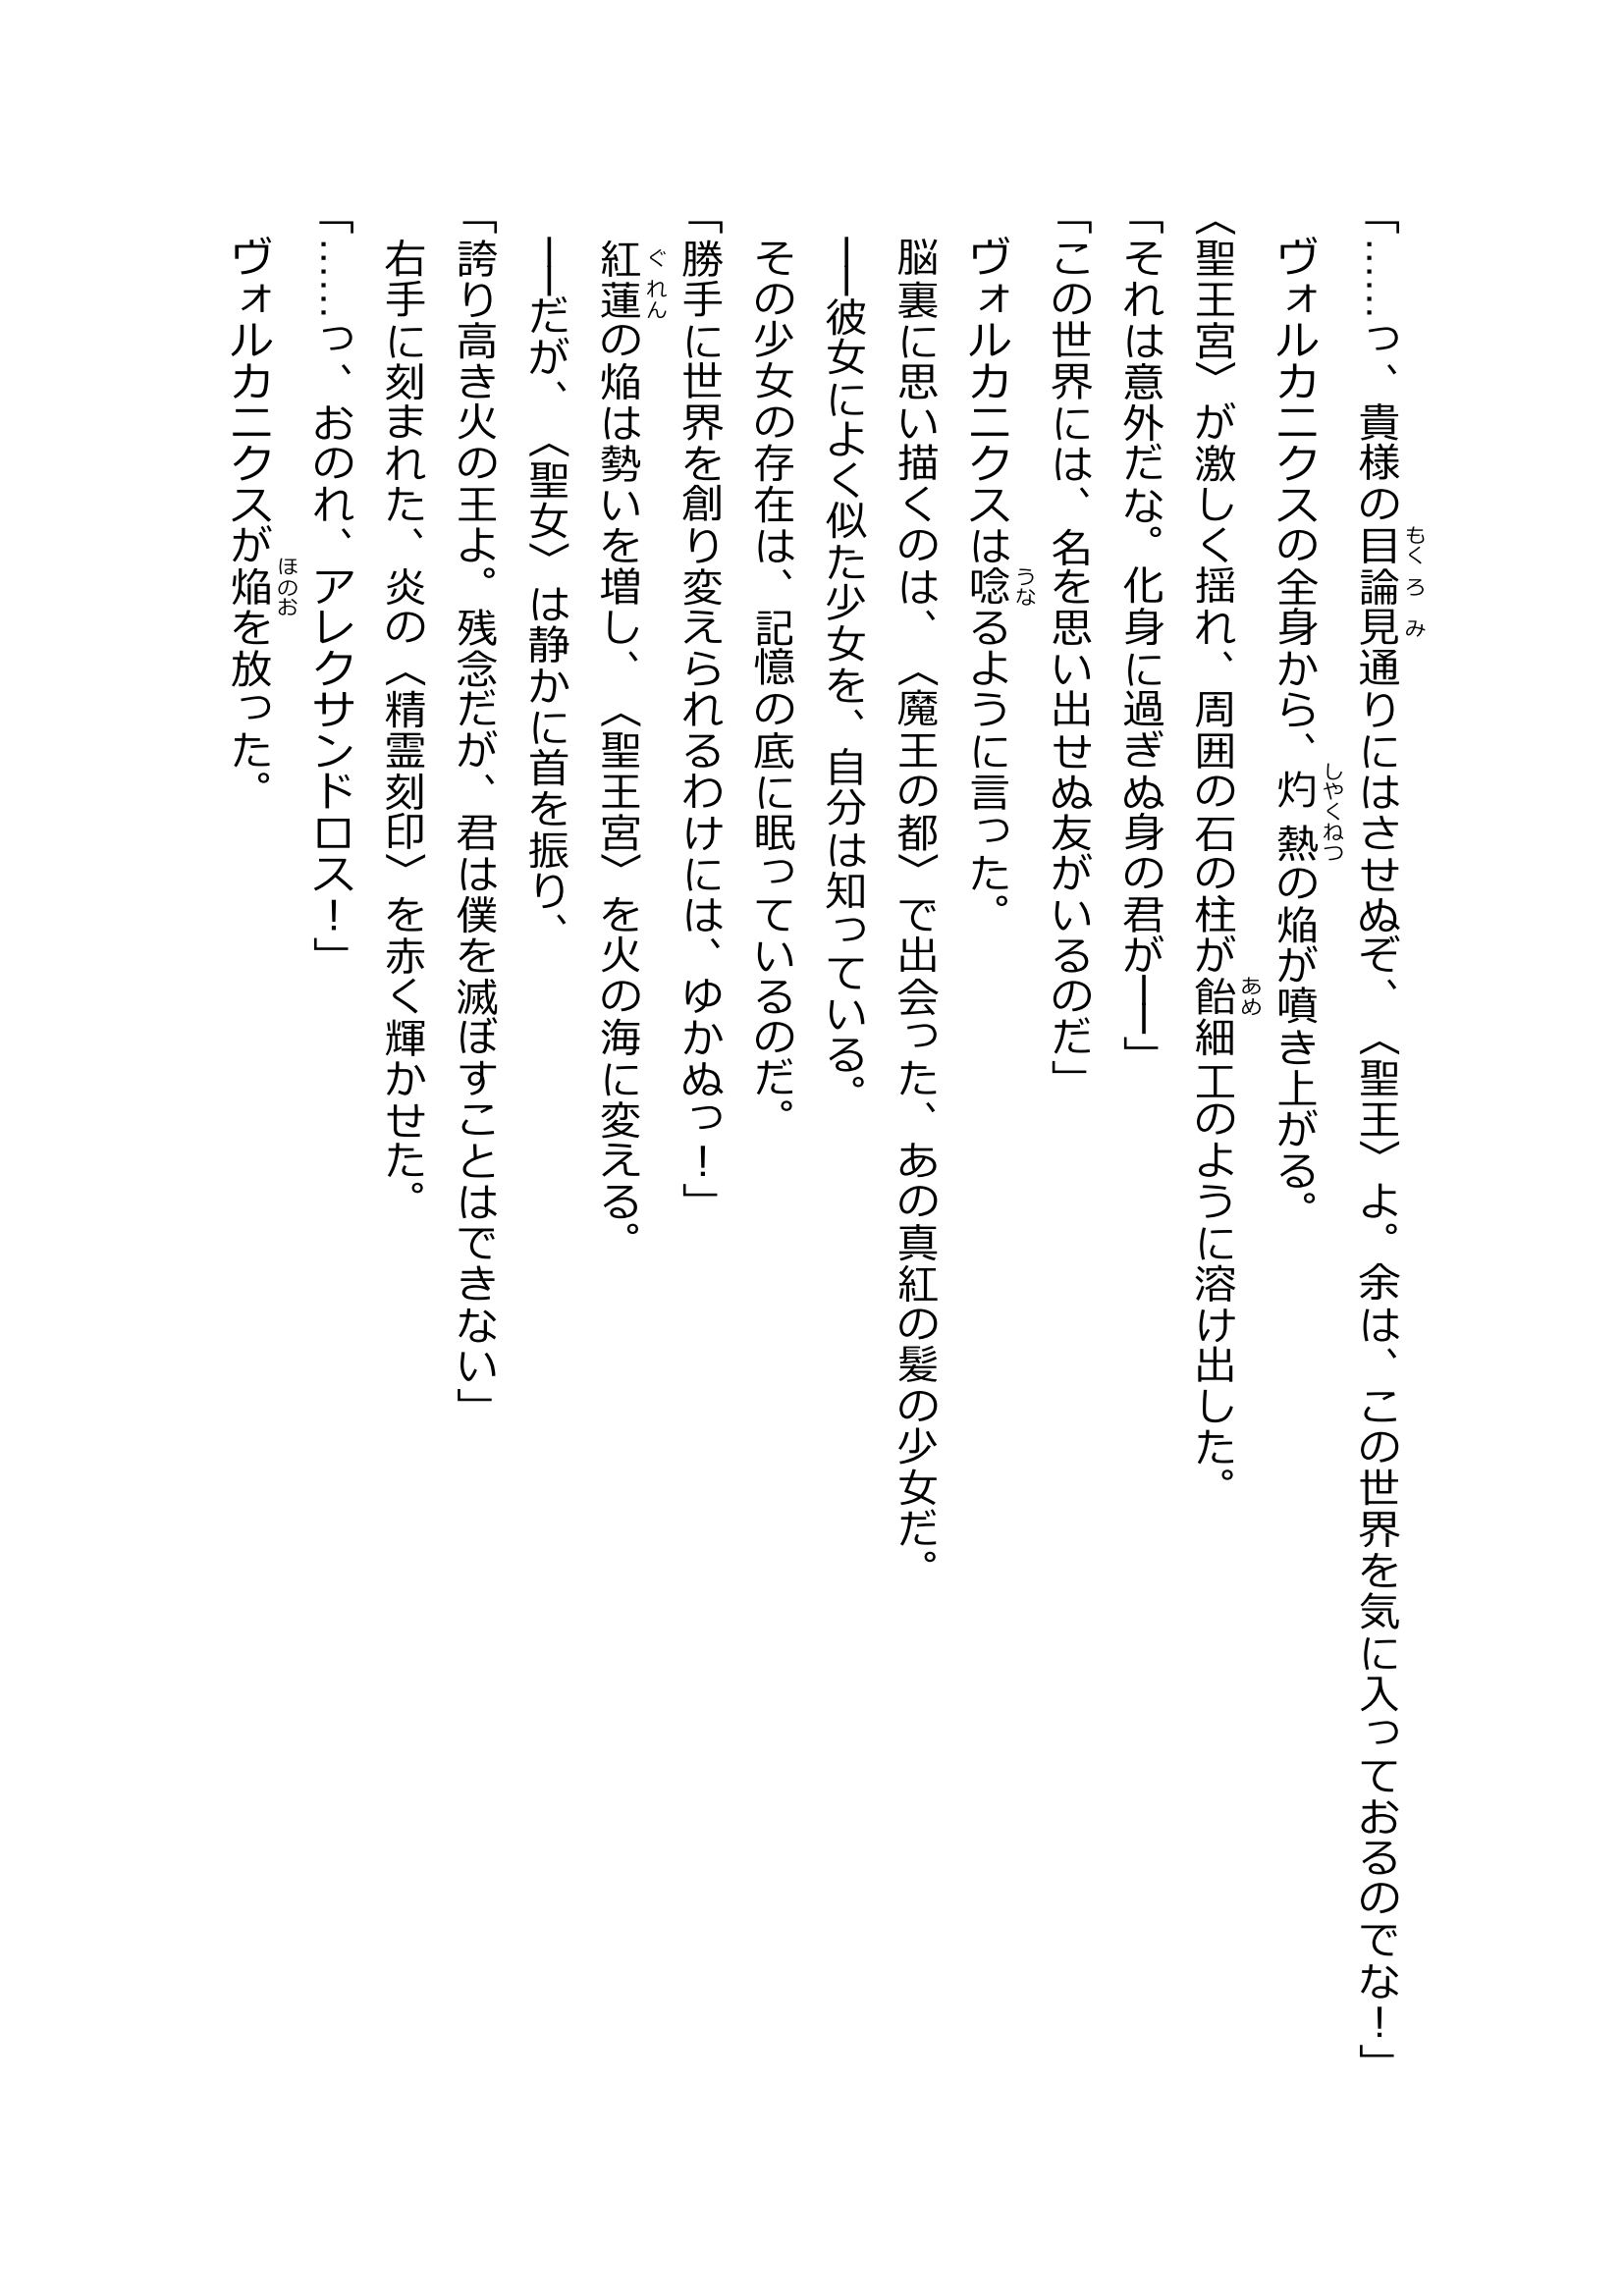 「……っ、貴様の目論見通りにはさせぬぞ、〈聖王〉よ。余は、この世界を気に入っておるのでな！」
ヴォルカニクスの全身から、灼熱の焔が噴き上がる。
〈聖王宮〉が激しく揺れ、周囲の石の柱が飴細工のように溶け出した。
「それは意外だな。化身に過ぎぬ身の君が――」
「この世界には、名を思い出せぬ友がいるのだ」
ヴォルカニクスは唸るように言った。
脳裏に思い描くのは、〈魔王の都〉で出会った、あの真紅の髪の少女だ。
――彼女によく似た少女を、自分は知っている。
その少女の存在は、記憶の底に眠っているのだ。
「勝手に世界を創り変えられるわけには、ゆかぬっ！」
紅蓮の焔は勢いを増し、〈聖王宮〉を火の海に変える。
――だが、〈聖女〉は静かに首を振り、
「誇り高き火の王よ。残念だが、君は僕を滅ぼすことはできない」
右手に刻まれた、炎の〈精霊刻印〉を赤く輝かせた。
「……っ、おのれ、アレクサンドロス！」
ヴォルカニクスが焔を放った。